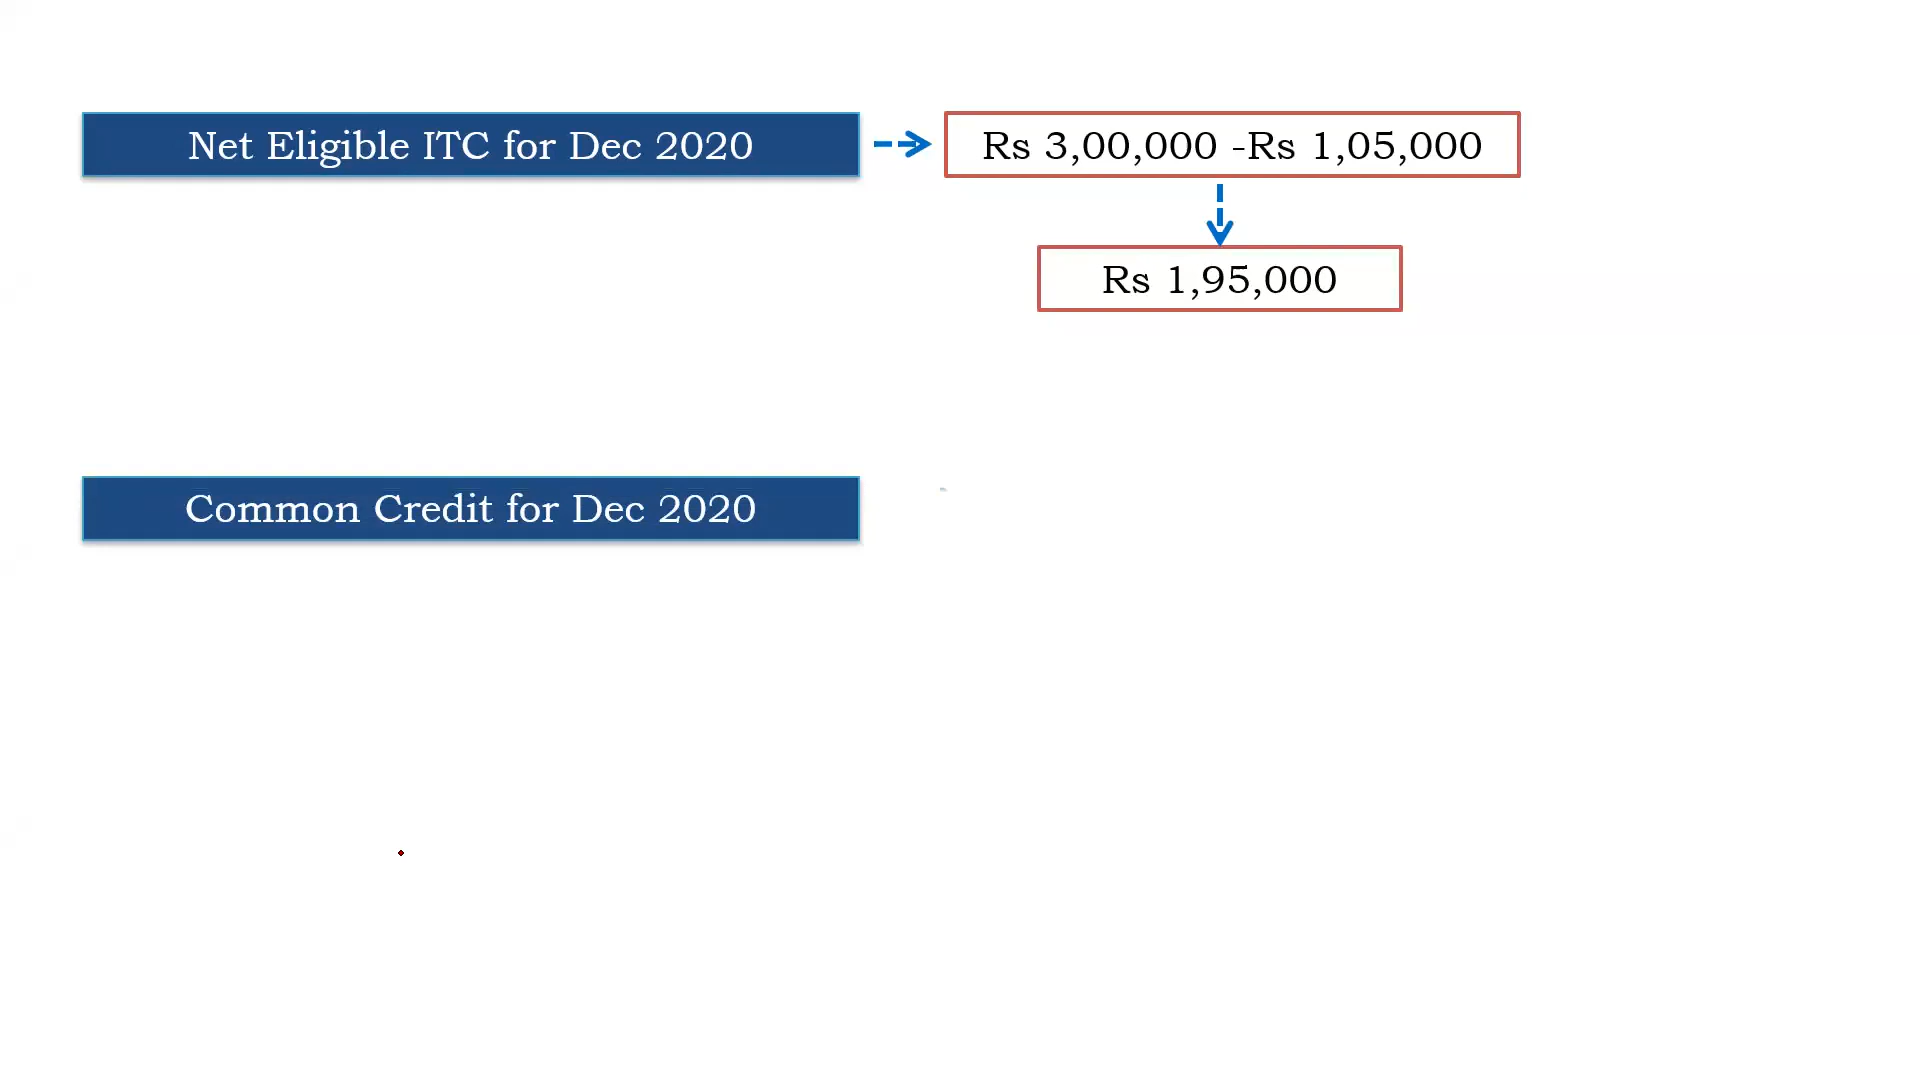 Net Eligible ITC for Dec 2020
Rs 3,00,000 -Rs 1,05,000
Rs 1,95,000
Common Credit for Dec 2020